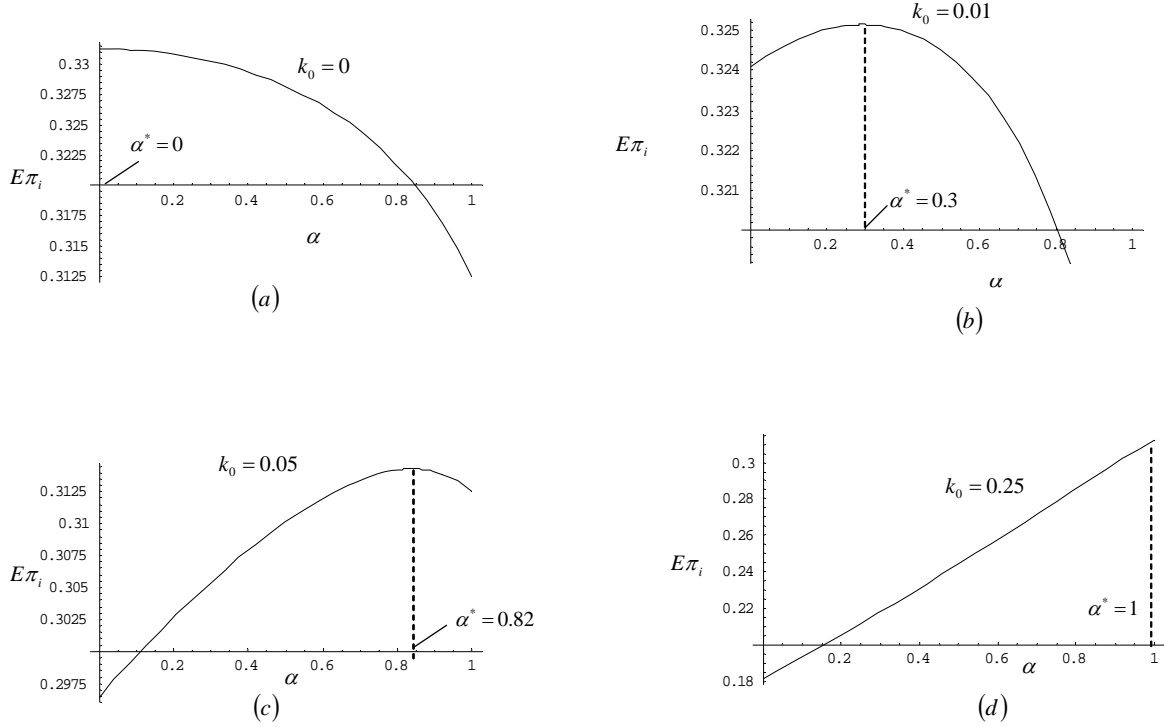 0.33
k₀ = 0
0.3275
0.325
α* = 0
0.3225
Eπᵢ
0.2 0.4 0.6 0.8 1
0.3175
α
0.315
0.3125
(a)
k₀ = 0.01
0.325
0.324
0.323
Eπᵢ
0.322
0.321
α* = 0.3
0.2 0.4 0.6 0.8 1
α
(b)
k₀ = 0.05
0.3125
0.31
0.3075
Eπᵢ
0.305
0.3025
α* = 0.82
0.2 0.4 0.6 0.8 1
0.2975
α
(c)
0.3
k₀ = 0.25
0.28
0.26
Eπᵢ
0.24
0.22
α* = 1
0.2 0.4 0.6 0.8 1
α
0.18
(d)